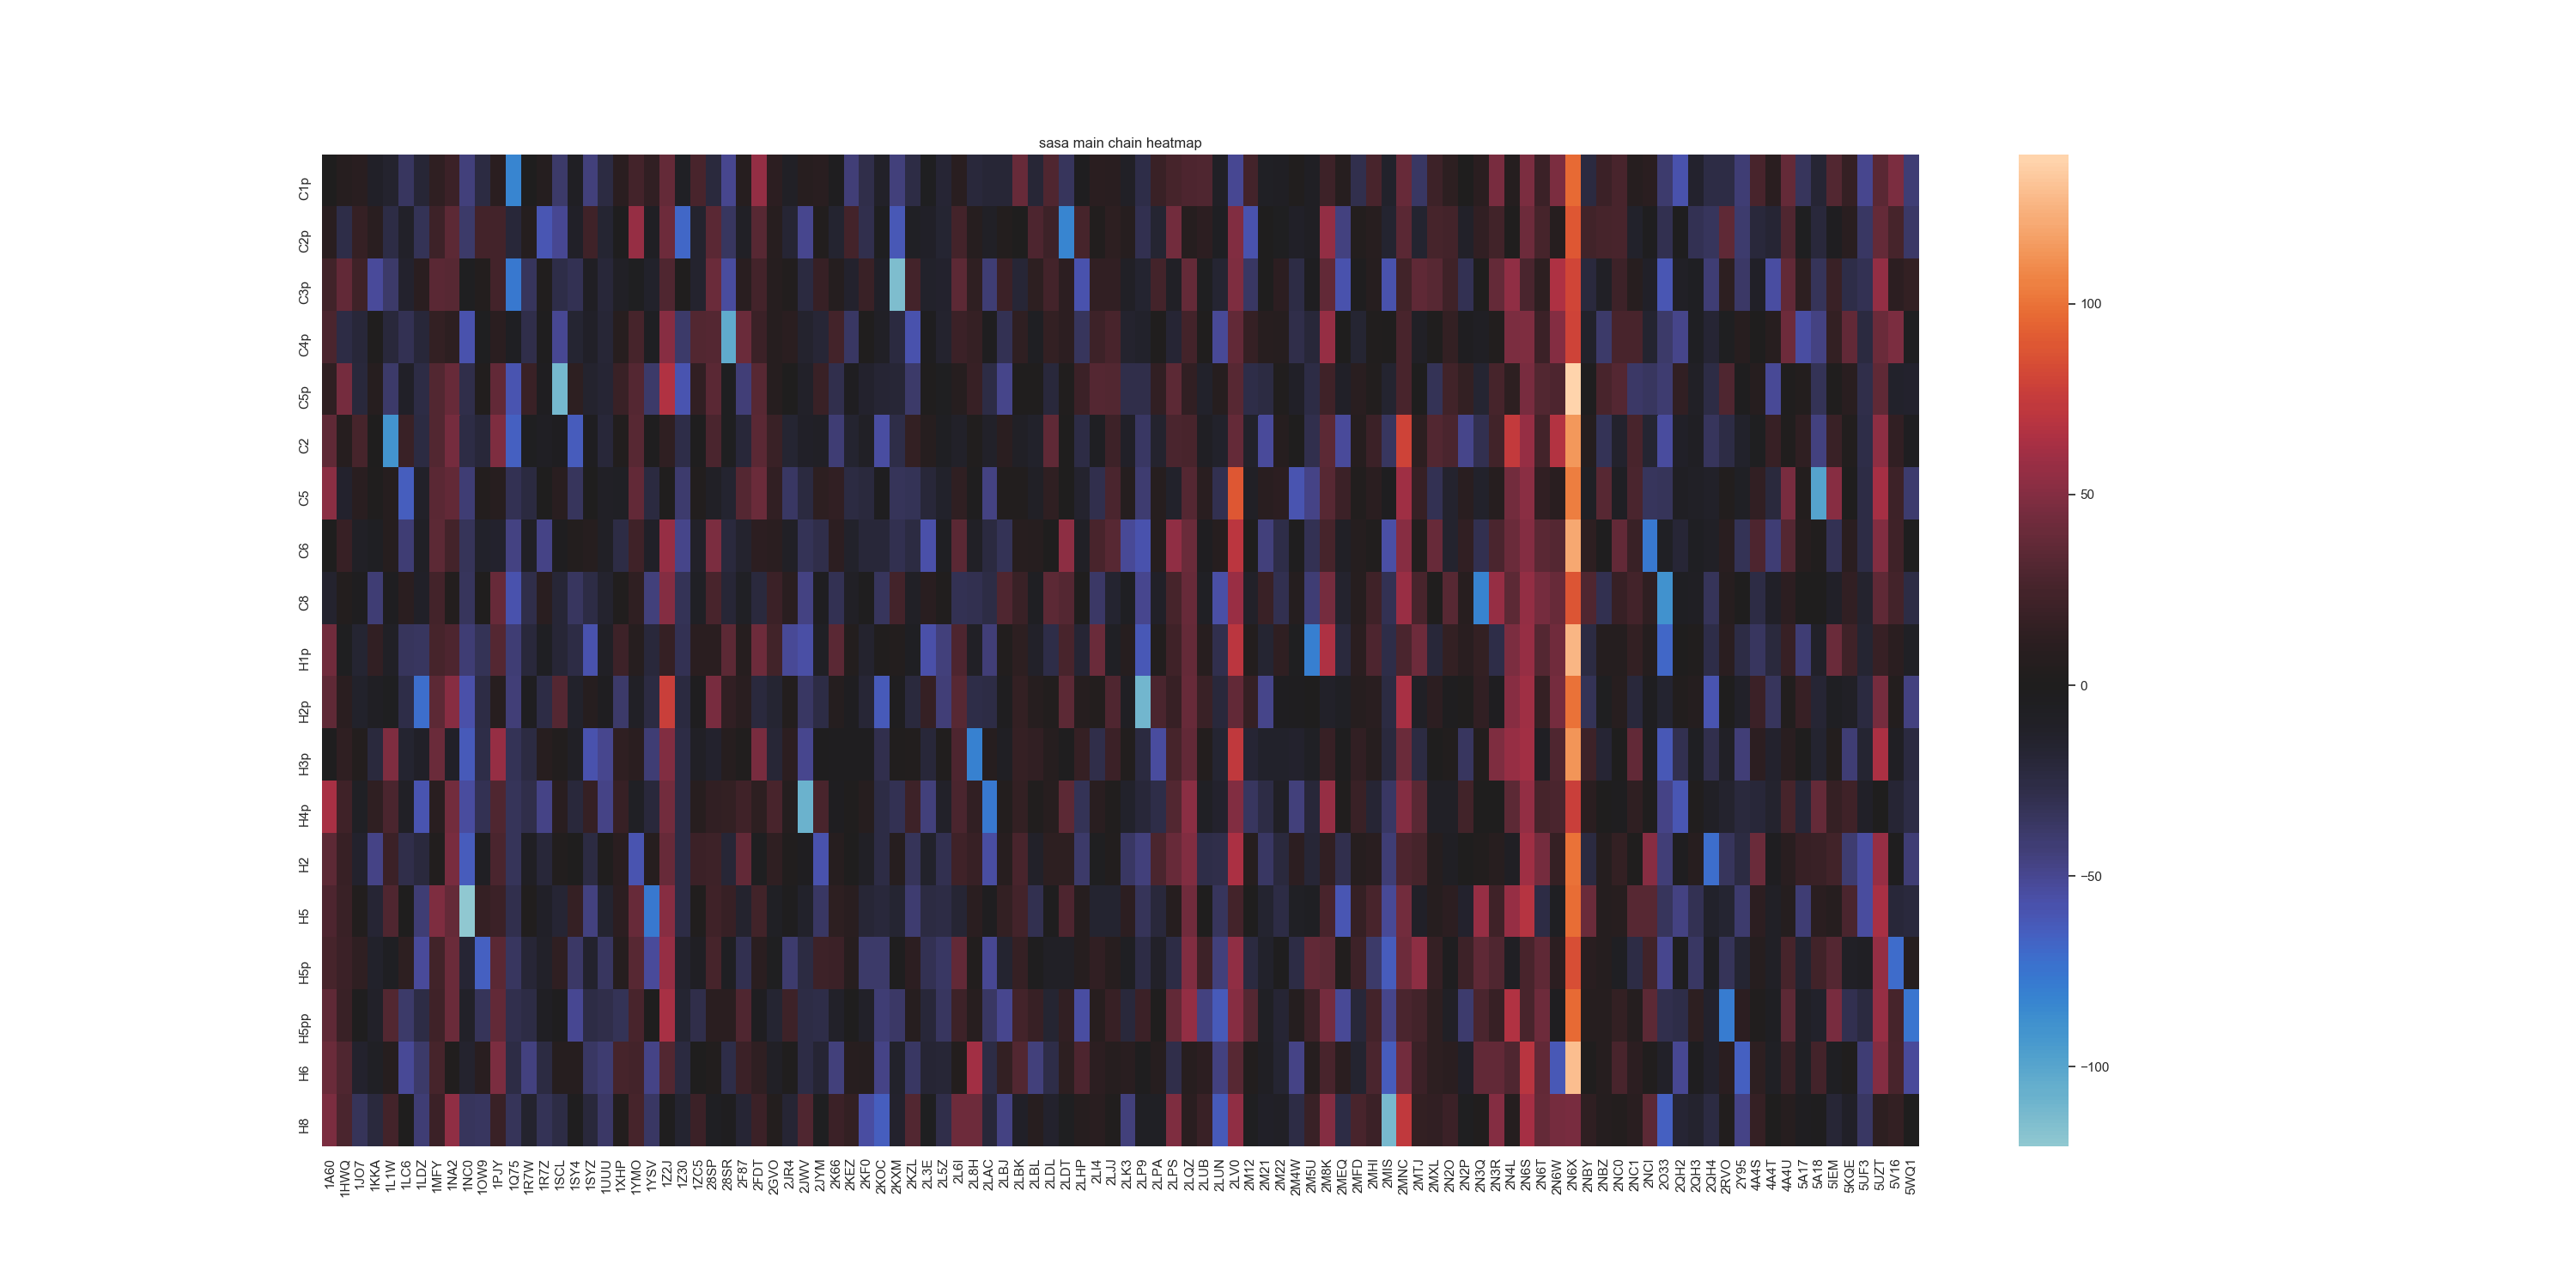 sasa main chain heatmap
C1p
C2p
C3p
C4p
C5p
C2
C5
C6
C8
H1p
H2p
H3p
H4p
H2
H5
H5p
H5pp
H6
H8
1A60
1HWQ
1JO7
1KKA
1L1W
1LC6
1LDZ
1MFY
1NA2
1NC0
1OW9
1PJY
1Q75
1R7W
1R7Z
1SCL
1SY4
1SYZ
1UUU
1XHP
1YMO
1YSV
1Z2J
1Z30
1ZC5
28SP
28SR
2F87
2FDT
2GVO
2JR4
2JWV
2JYM
2K66
2KEZ
2KF0
2KOC
2KXM
2KZL
2L3E
2L5Z
2L6I
2L8H
2LAC
2LBJ
2LBK
2LBL
2LDL
2LDT
2LHP
2LI4
2LJJ
2LK3
2LP9
2LPA
2LPS
2LQZ
2LUB
2LUN
2LV0
2M12
2M21
2M22
2M4W
2M5U
2M8K
2MEQ
2MFD
2MHI
2MIS
2MNC
2MTJ
2MXL
2N2O
2N2P
2N3Q
2N3R
2N4L
2N6S
2N6T
2N6W
2N6X
2NBY
2NBZ
2NC0
2NC1
2NCI
2O33
2QH2
2QH3
2QH4
2RVO
2Y95
4A4S
4A4T
4A4U
5A17
5A18
5IEM
5KQE
5UF3
5UZT
5V16
5WQ1
100
50
0
−50
−100